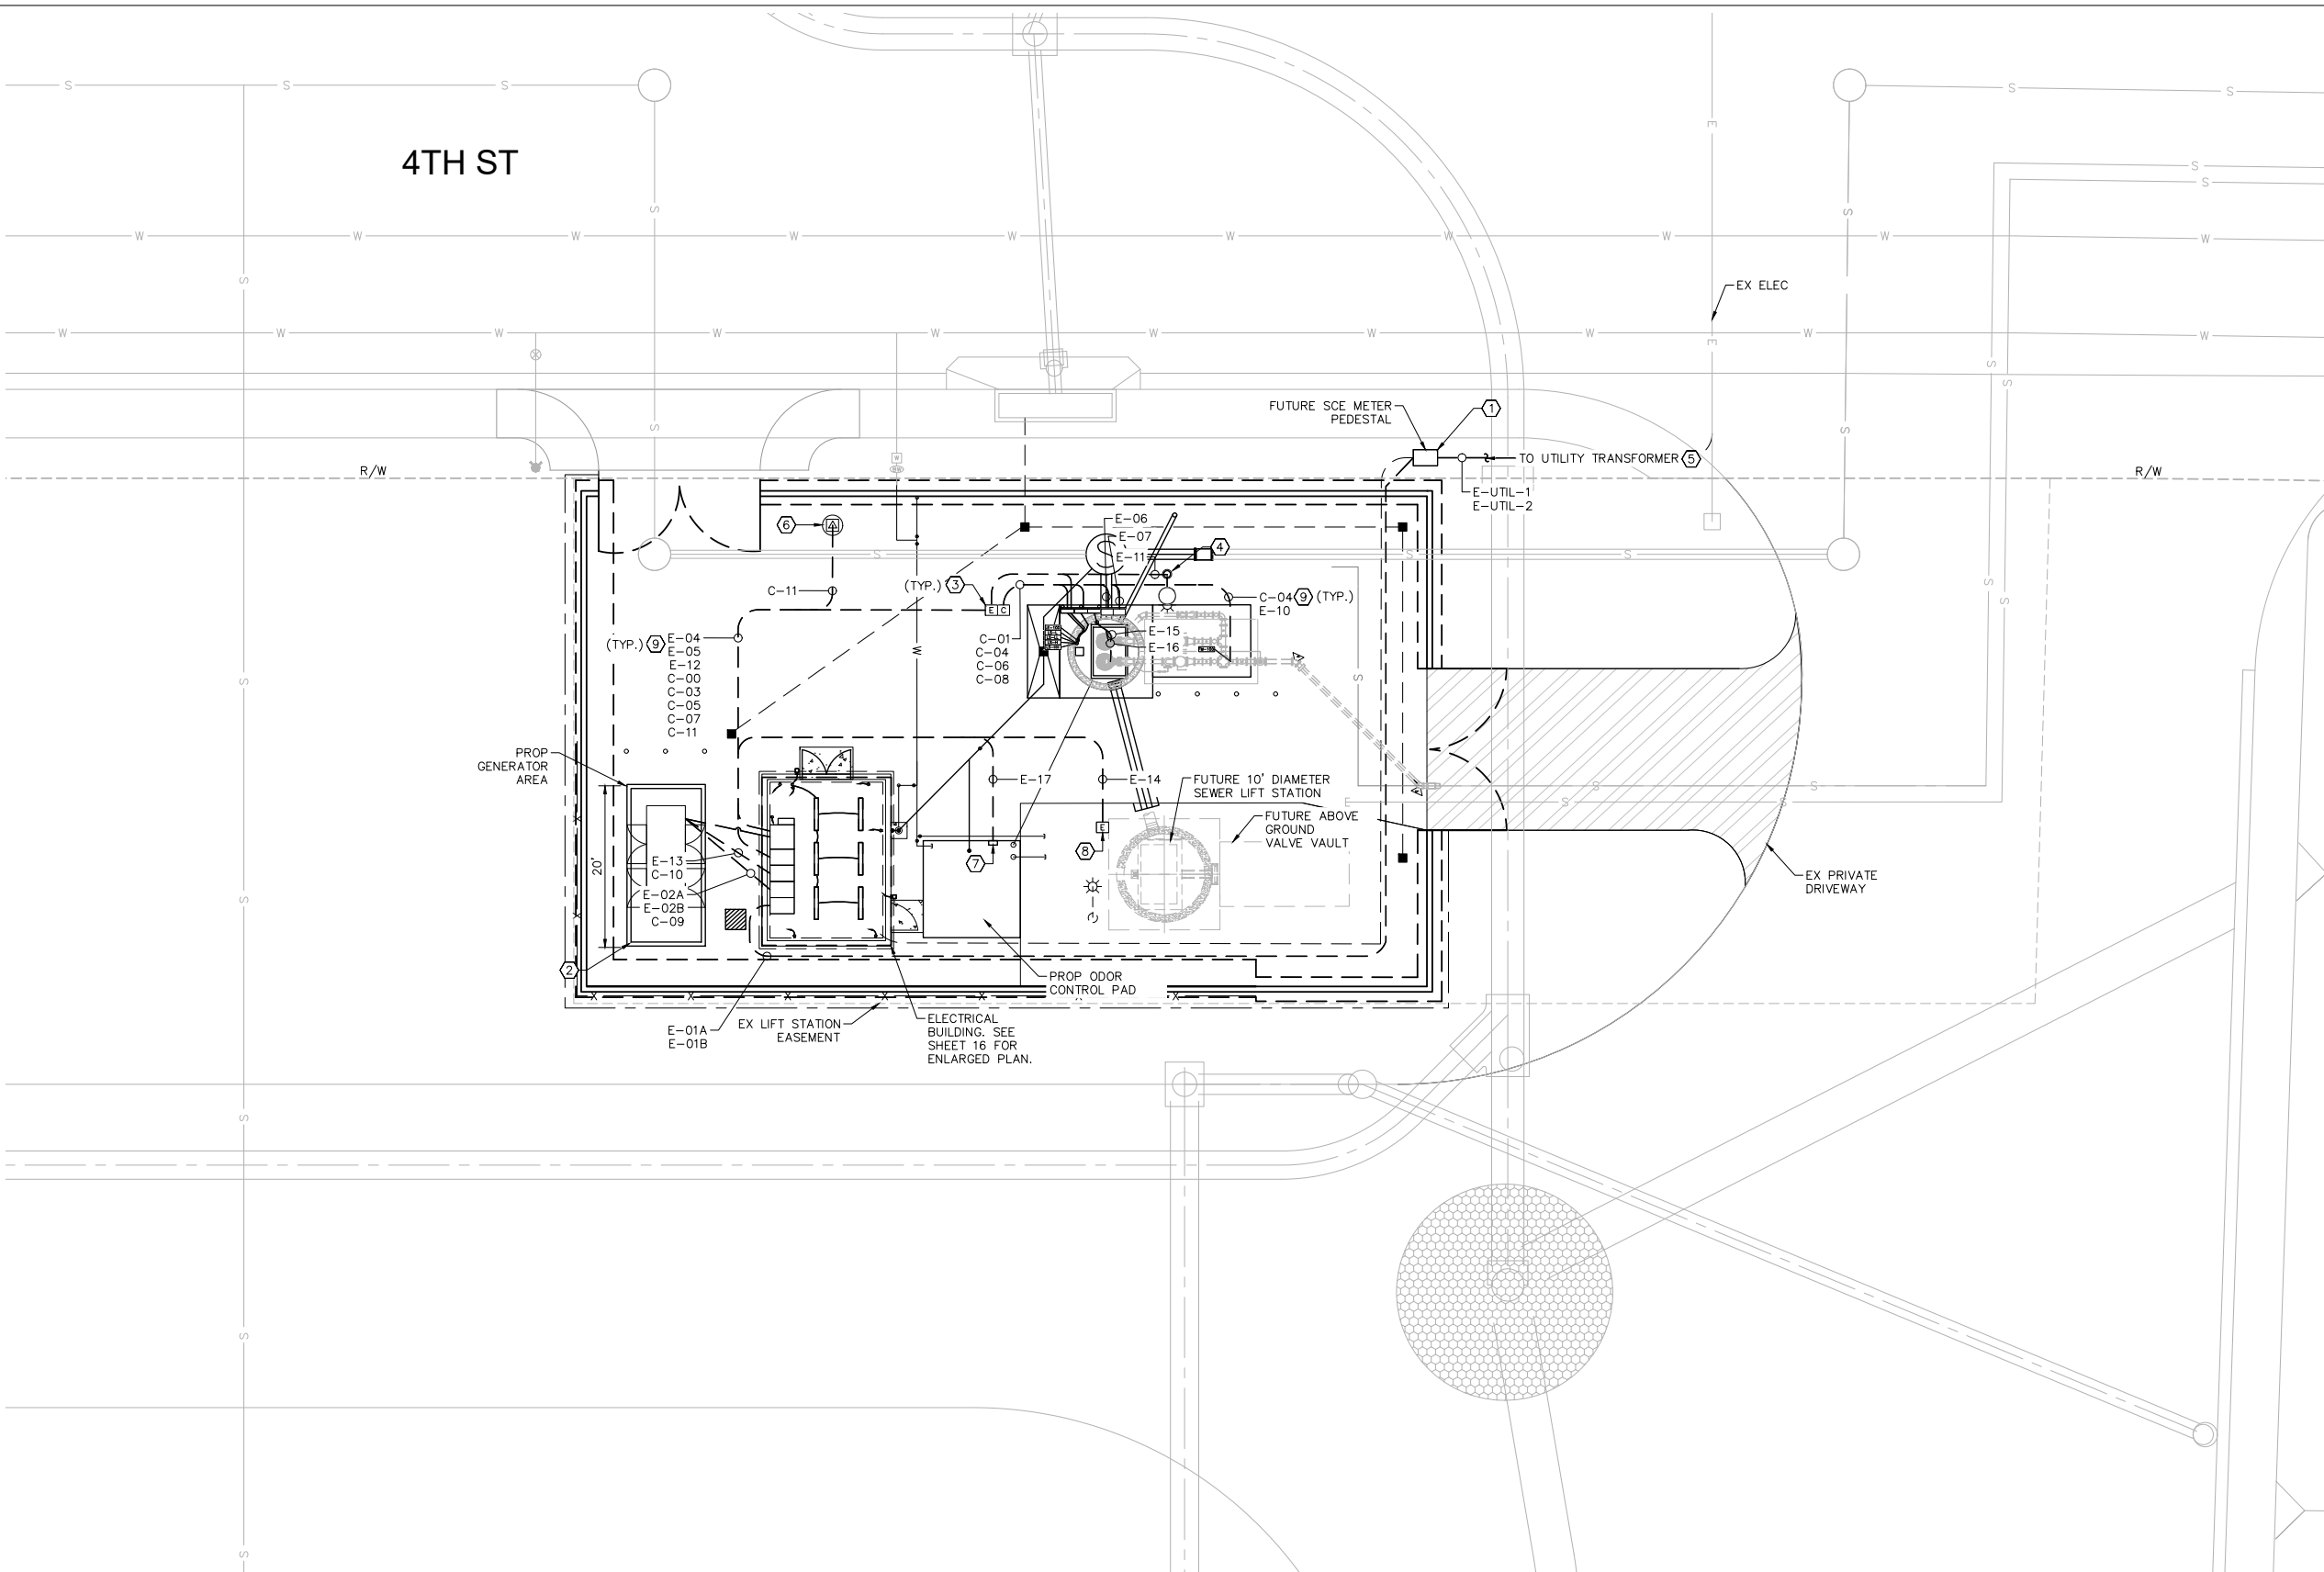 4TH ST
EX ELEC
FUTURE SCE METER
PEDESTAL
1
TO UTILITY TRANSFORMER
5
R/W
R/W
E-UTIL-1
E-UTIL-2
6
E-06
E-07
E-11
4
C-11
(TYP.) 3
E C
C-04 9 (TYP.)
E-10
(TYP.) 9
E-04
E-05
E-12
C-00
C-03
C-05
C-07
C-11
C-01
C-04
C-06
C-08
E-15
E-16
PROP
GENERATOR
AREA
E-17
E-14
FUTURE 10' DIAMETER
SEWER LIFT STATION
FUTURE ABOVE
GROUND
VALVE VAULT
E
8
7
20'
E-13
C-10
E-02A
E-02B
C-09
EX PRIVATE
DRIVEWAY
2
PROP ODOR
CONTROL PAD
E-01A
E-01B
EX LIFT STATION
EASEMENT
ELECTRICAL
BUILDING. SEE
SHEET 16 FOR
ENLARGED PLAN.